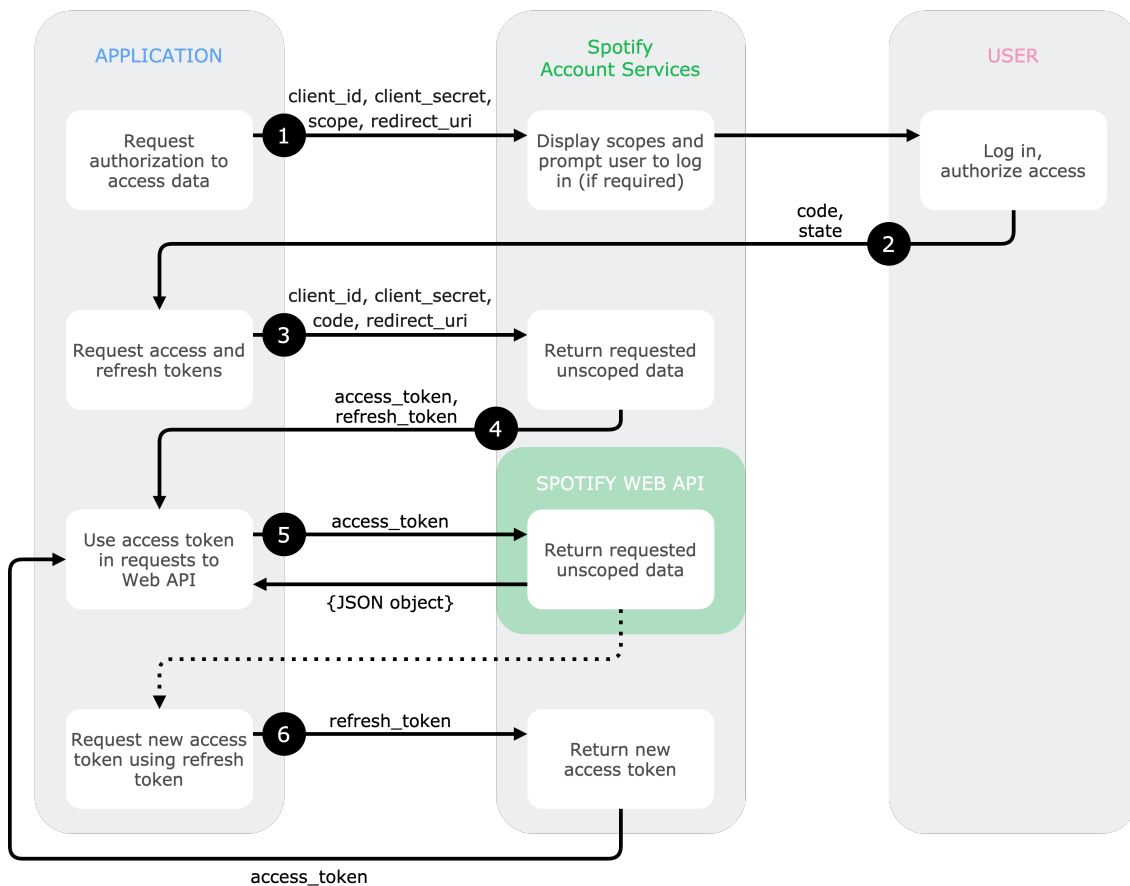 APPLICATION
Spotify
Account Services
USER
client_id, client_secret,
scope, redirect_uri
1
Request
authorization to
access data
Display scopes and
prompt user to log
in (if required)
Log in,
authorize access
code,
state
2
client_id, client_secret,
code, redirect_uri
3
Request access and
refresh tokens
Return requested
unscoped data
access_token,
refresh_token
4
SPOTIFY WEB API
5
access_token
Use access token
in requests to
Web API
Return requested
unscoped data
{JSON object}
6
refresh_token
Request new access
token using refresh
token
Return new
access token
access_token